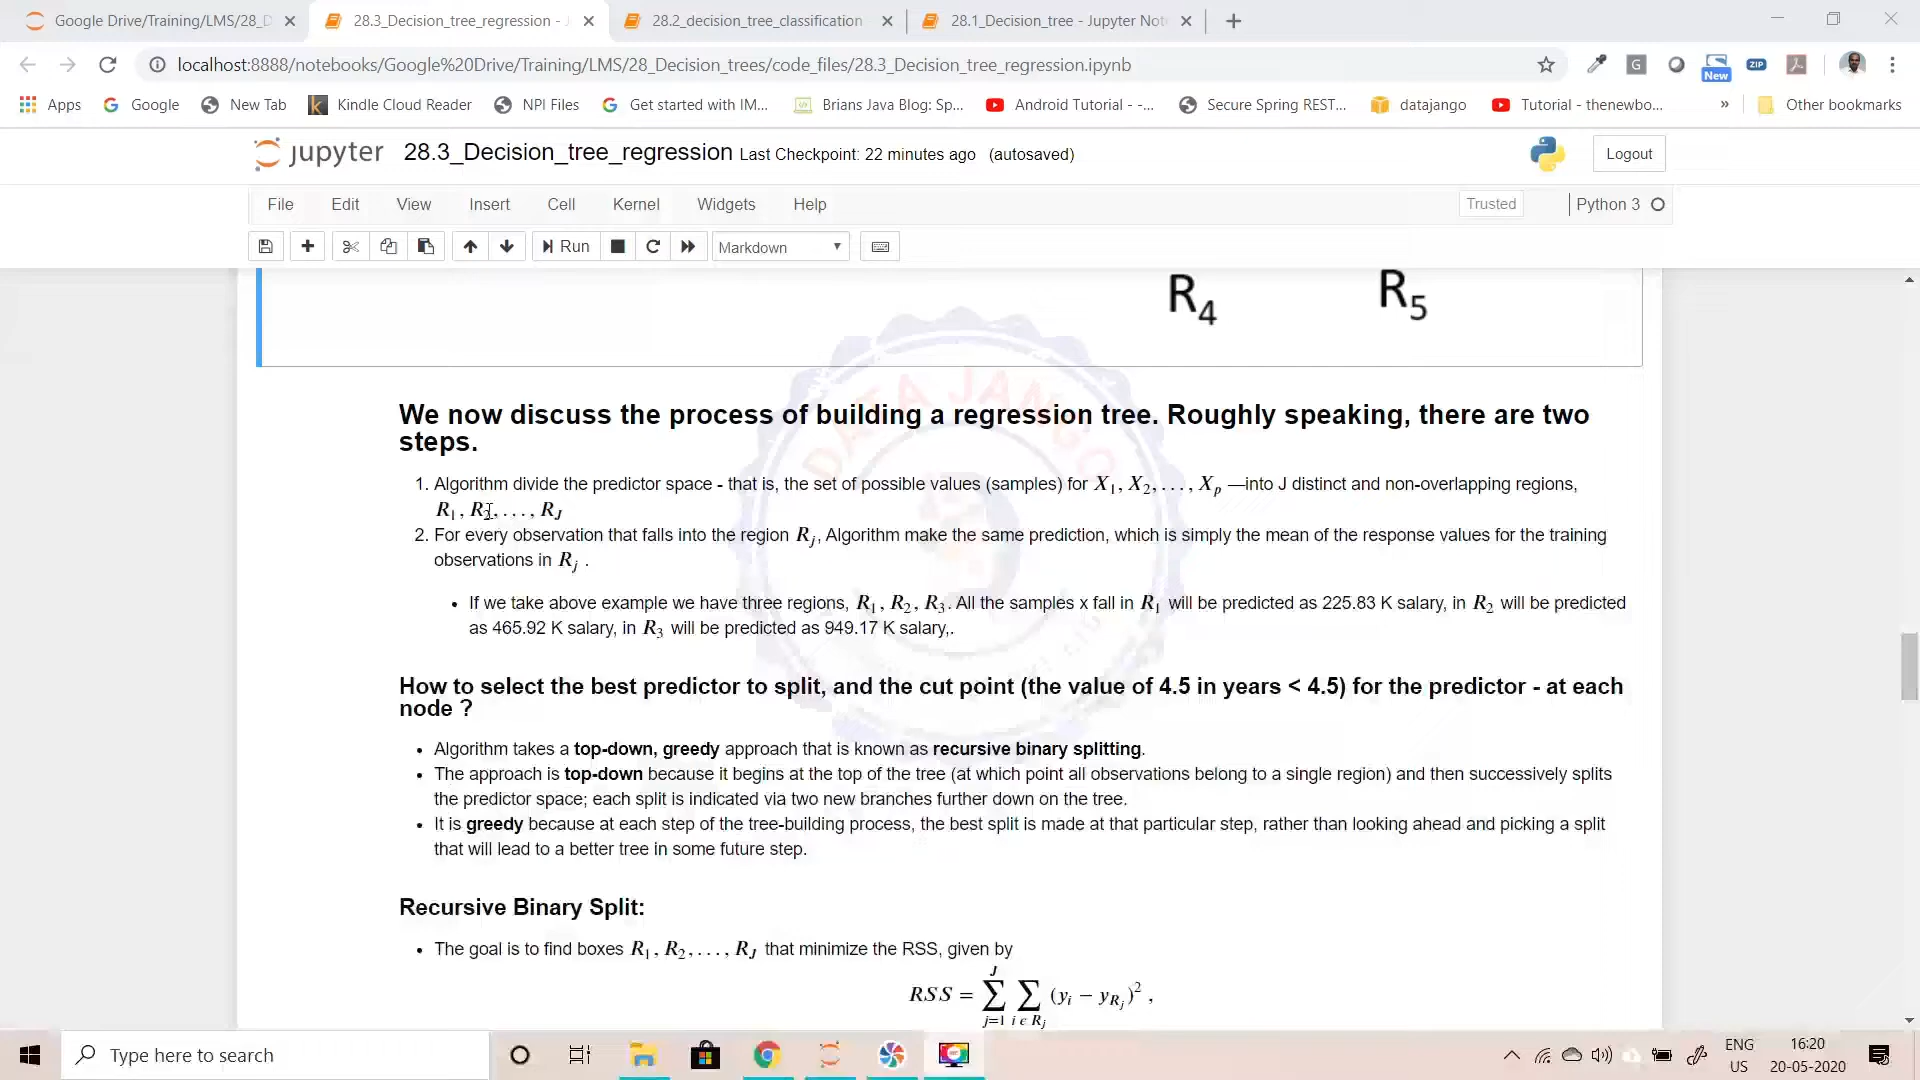 Google Drive/Training/LMS/28_D
28.3_Decision_tree_regression -
28.2_decision_tree_classification
28.1_Decision_tree - Jupyter Not
localhost:8888/notebooks/Google%20Drive/Training/LMS/28_Decision_trees/code_files/28.3_Decision_tree_regression.ipynb
New
ZIP
Apps
Google
New Tab
Kindle Cloud Reader
NPI Files
Get started with IM...
Brians Java Blog: Sp...
Android Tutorial - -...
Secure Spring REST...
datajango
Tutorial - thenewbo...
»
Other bookmarks
jupyter 28.3_Decision_tree_regression Last Checkpoint: 22 minutes ago (autosaved)
Logout
File Edit View Insert Cell Kernel Widgets Help
Trusted
Python 3
Run
Markdown
R4 R5
DATA JANGO
We now discuss the process of building a regression tree. Roughly speaking, there are two
steps.
1. Algorithm divide the predictor space - that is, the set of possible values (samples) for X1, X2, . . . , Xp —into J distinct and non-overlapping regions,
R1, R2, . . . , RJ
2. For every observation that falls into the region Rj, Algorithm make the same prediction, which is simply the mean of the response values for the training
observations in Rj .
• If we take above example we have three regions, R1, R2, R3. All the samples x fall in R1 will be predicted as 225.83 K salary, in R2 will be predicted
as 465.92 K salary, in R3 will be predicted as 949.17 K salary,.
How to select the best predictor to split, and the cut point (the value of 4.5 in years < 4.5) for the predictor - at each
node ?
• Algorithm takes a top-down, greedy approach that is known as recursive binary splitting.
• The approach is top-down because it begins at the top of the tree (at which point all observations belong to a single region) and then successively splits
the predictor space; each split is indicated via two new branches further down on the tree.
• It is greedy because at each step of the tree-building process, the best split is made at that particular step, rather than looking ahead and picking a split
that will lead to a better tree in some future step.
Recursive Binary Split:
• The goal is to find boxes R1, R2, . . . , RJ that minimize the RSS, given by
RSS = ∑ j=1 J ∑ i ϵ Rj (yi − yRj)2 ,
Type here to search
ENG
US
16:20
20-05-2020